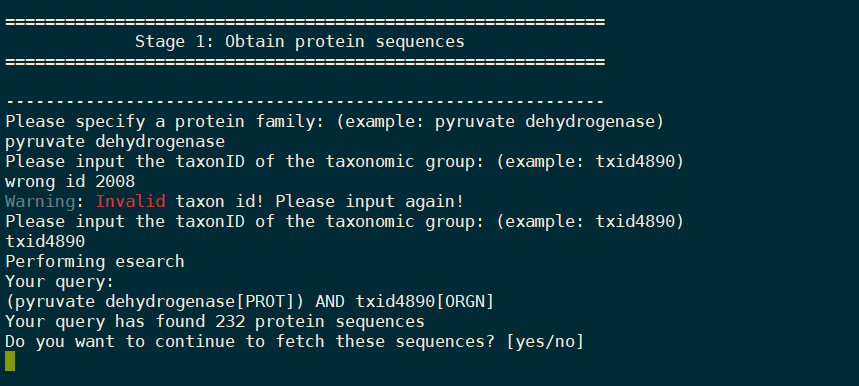 ============================================================
Stage 1: Obtain protein sequences
============================================================
------------------------------------------------------------
Please specify a protein family: (example: pyruvate dehydrogenase)
pyruvate dehydrogenase
Please input the taxonID of the taxonomic group: (example: txid4890)
wrong id 2008
Warning: Invalid taxon id! Please input again!
Please input the taxonID of the taxonomic group: (example: txid4890)
txid4890
Performing esearch
Your query:
(pyruvate dehydrogenase[PROT]) AND txid4890[ORGN]
Your query has found 232 protein sequences
Do you want to continue to fetch these sequences? [yes/no]